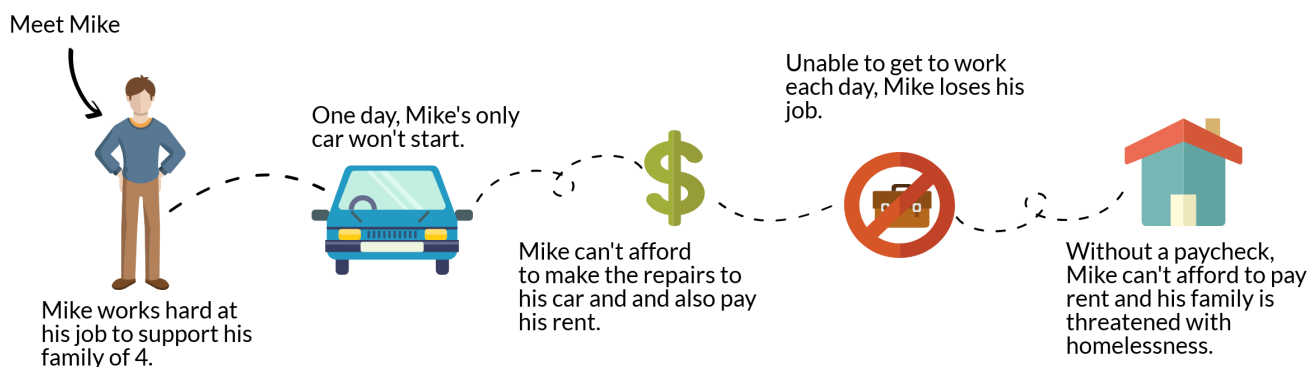 Meet Mike
Mike works hard at
his job to support his
family of 4.
One day, Mike's only
car won't start.
Mike can't afford
to make the repairs to
his car and and also pay
his rent.
Unable to get to work
each day, Mike loses his
job.
Without a paycheck,
Mike can't afford to pay
rent and his family is
threatened with
homelessness.